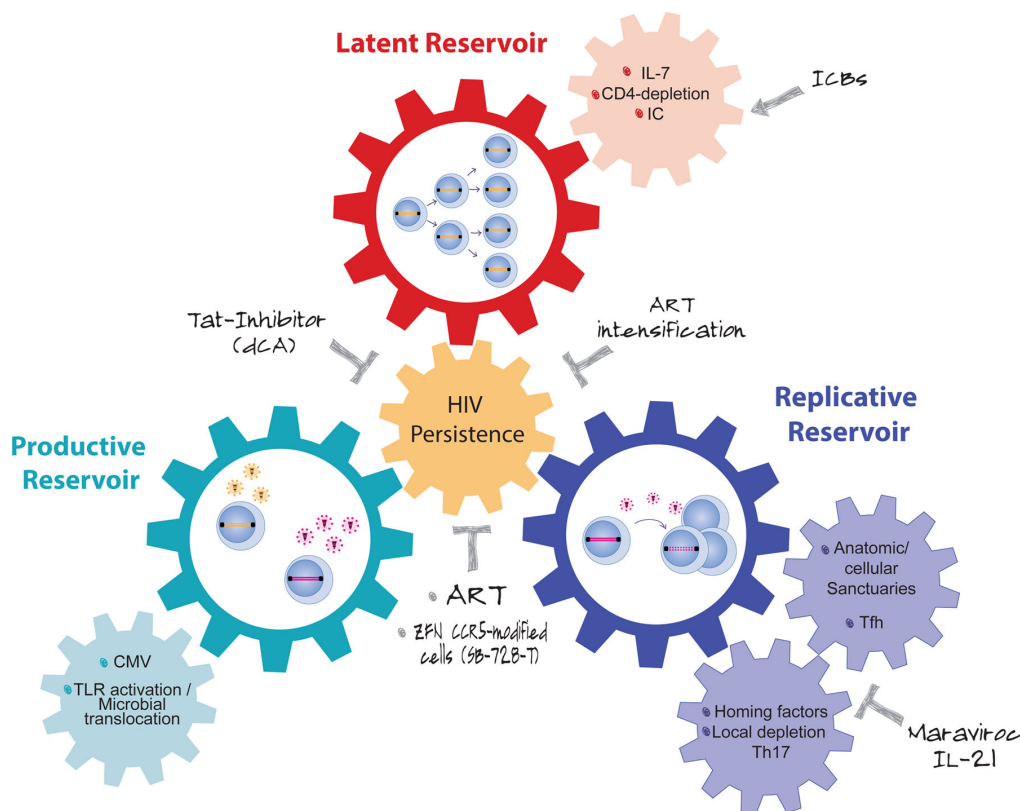 Latent Reservoir
IL-7
CD4-depletion
IC
ICBs
Tat-Inhibitor
(dCA)
ART
intensification
HIV
Persistence
Productive
Reservoir
Replicative
Reservoir
Anatomic/
cellular
Sanctuaries
Tfh
ART
ZFN CCR5-modified
cells (SB-728-T)
CMV
TLR activation /
Microbial
translocation
Homing factors
Local depletion
Th17
Maraviroc
IL-21